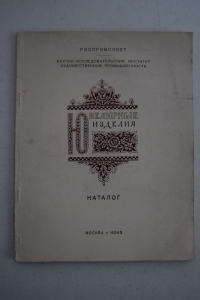 РОСПРОМСОВЕТ
НАУЧНО-ИССЛЕДОВАТЕЛЬСКИЙ ИНСТИТУТ
ХУДОЖЕСТВЕННОЙ ПРОМЫШЛЕННОСТИ
ЮВЕЛИРНЫЕ
ИЗДЕЛИЯ
КАТАЛОГ
МОСКВА